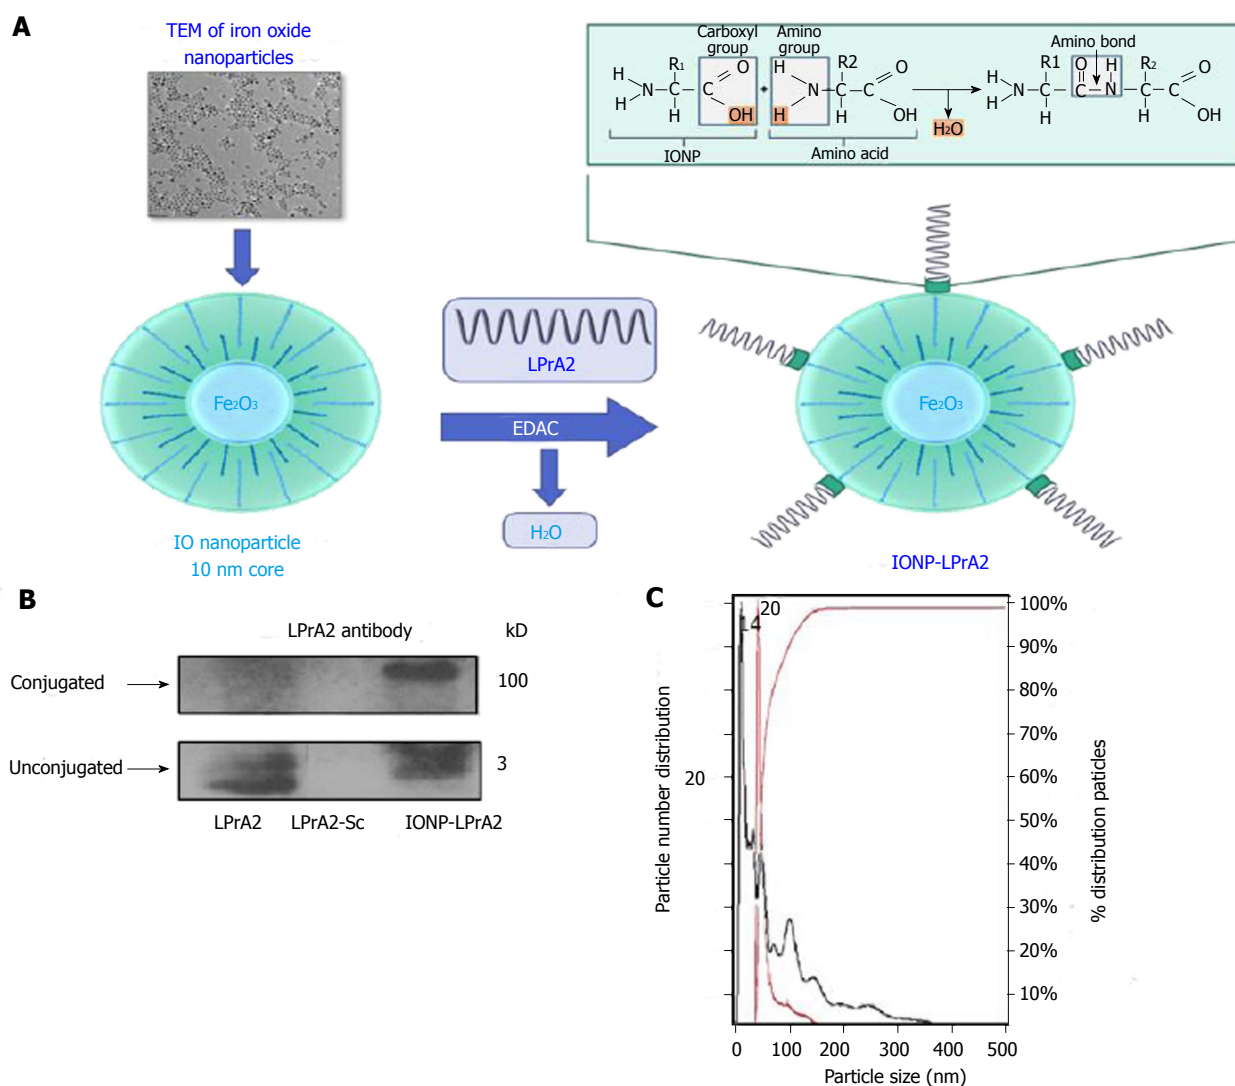 A
TEM of iron oxide
nanoparticles
Carboxyl
group
Amino
group
Amino bond
H
H
N
R1
C
H
C
O
OH
+
H
H
N
R2
C
H
C
O
OH
H2O
H
H
N
R1
C
H
O
C
H
N
R2
C
H
C
O
OH
IONP
Amino acid
Fe2O3
LPrA2
EDAC
H2O
Fe2O3
IO nanoparticle
10 nm core
IONP-LPrA2
B
LPrA2 antibody
kD
Conjugated
100
Unconjugated
3
LPrA2
LPrA2-Sc
IONP-LPrA2
C
14
20
20
Particle number distribution
100%
90%
80%
70%
60%
50%
40%
30%
20%
10%
% distribution paticles
0
100
200
300
400
500
Particle size (nm)